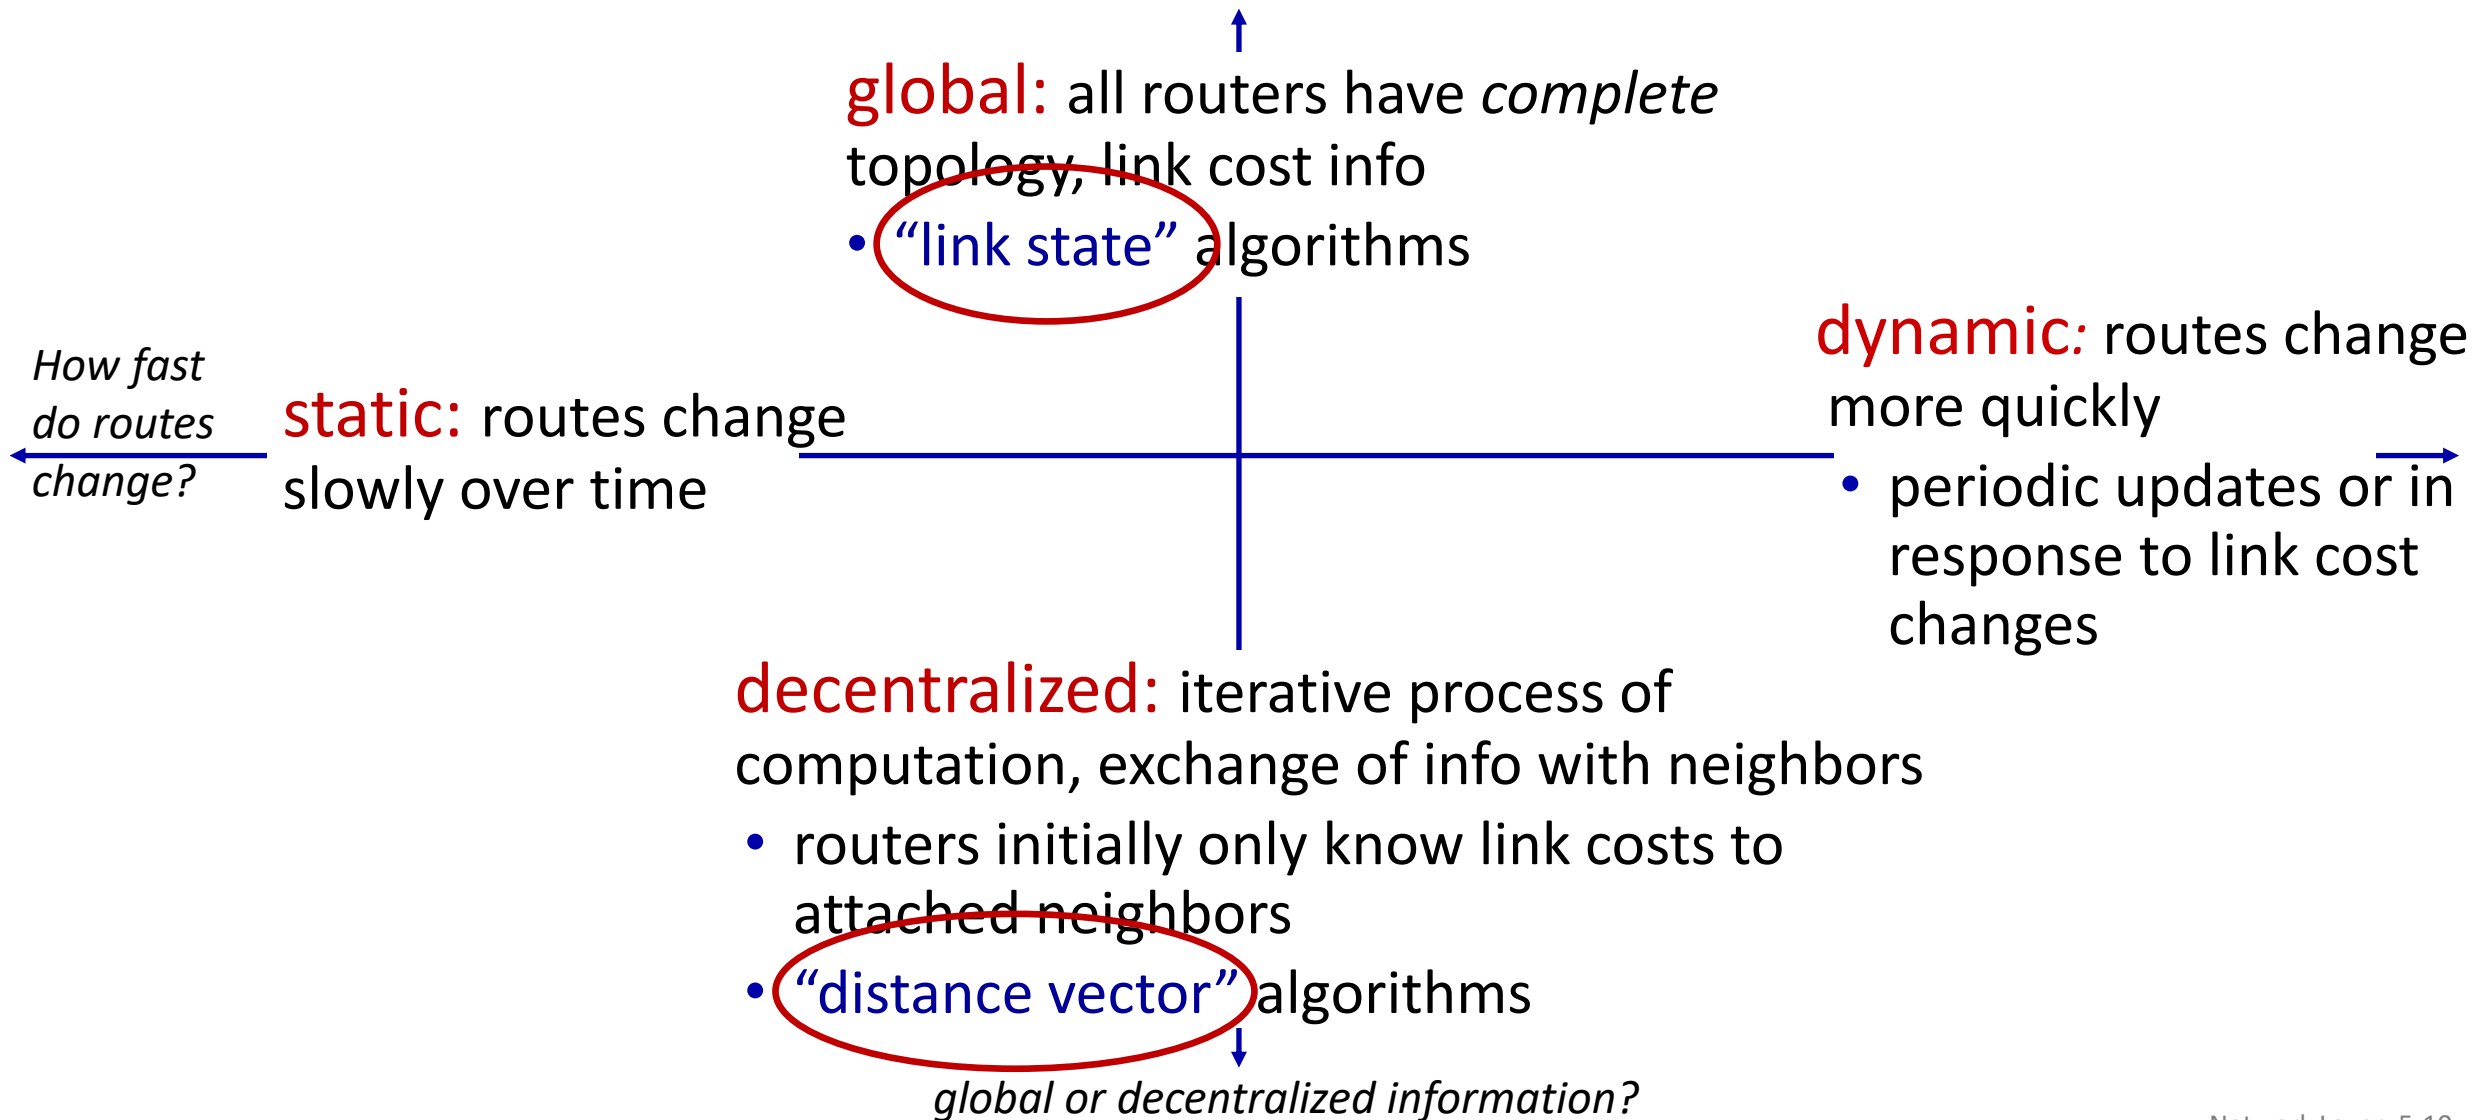 global: all routers have complete
topology, link cost info
• “link state” algorithms
How fast
do routes
change?
static: routes change
slowly over time
dynamic: routes change
more quickly
• periodic updates or in
response to link cost
changes
decentralized: iterative process of
computation, exchange of info with neighbors
• routers initially only know link costs to
attached neighbors
• “distance vector” algorithms
global or decentralized information?